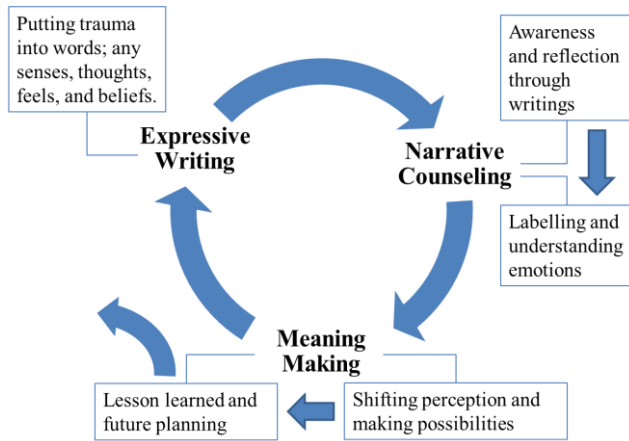 Putting trauma
into words; any
senses, thoughts,
feels, and beliefs.
Expressive
Writing
Awareness
and reflection
through
writings
Narrative
Counseling
Labelling and
understanding
emotions
Meaning
Making
Lesson learned and
future planning
Shifting perception and
making possibilities